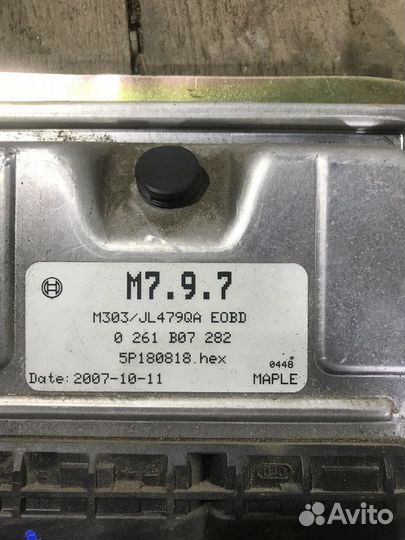 M7.9.7
M303/JL479QA EOBD
0 261 B07 282
5P180818.hex
0448
Date: 2007-10-11 MAPLE
Avito